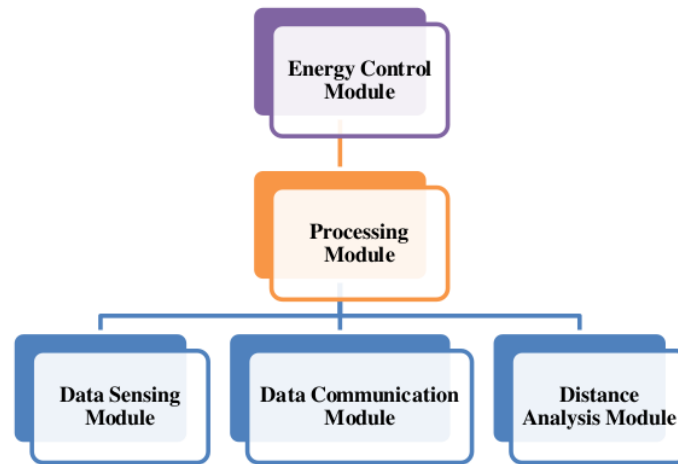 Energy Control
Module
Processing
Module
Data Sensing
Module
Data Communication
Module
Distance
Analysis Module